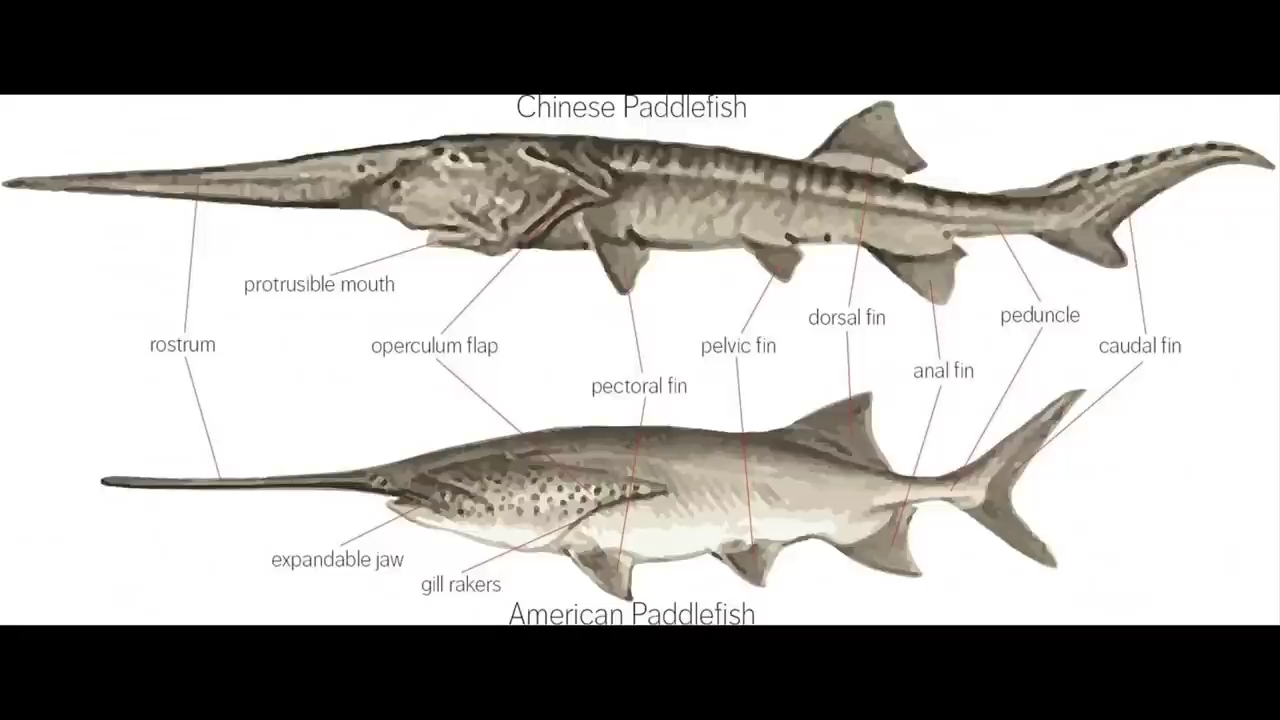 Chinese Paddlefish
protrusible mouth
rostrum
operculum flap
pectoral fin
pelvic fin
dorsal fin
anal fin
peduncle
caudal fin
expandable jaw
gill rakers
American Paddlefish